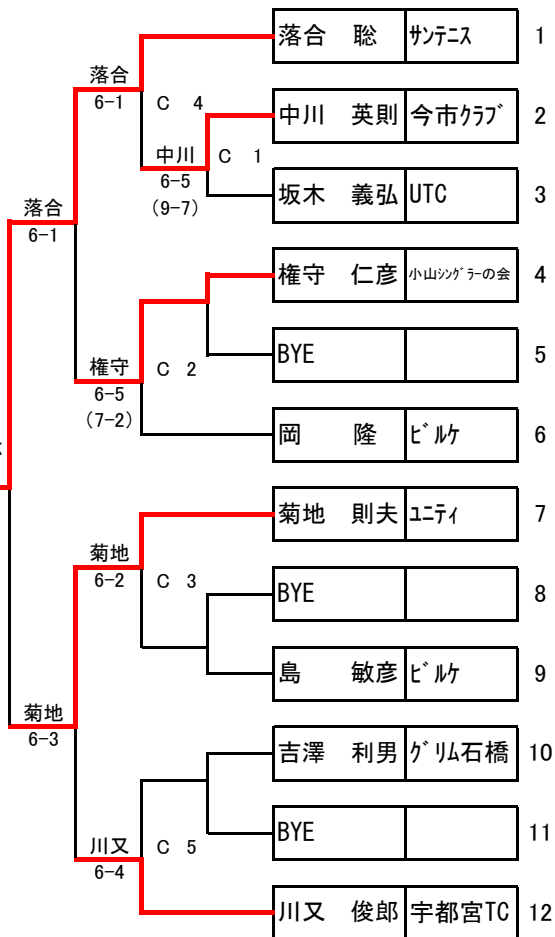 落合　聡 サンテニス 1
落合
6-1 C 4
中川　英則 今市クラブ 2
中川 C 1
6-5
(9-7)
坂木　義弘 UTC 3
落合
6-1
権守　仁彦 小山シングラーの会 4
BYE 5
権守 C 2
6-5
(7-2)
岡　　隆 ビルケ 6
菊地　則夫 ユニティ 7
菊地
6-2 C 3
BYE 8
島　　敏彦 ビルケ 9
菊地
6-3
吉澤　利男 グリム石橋 10
BYE 11
川又 C 5
6-4
川又　俊郎 宇都宮TC 12